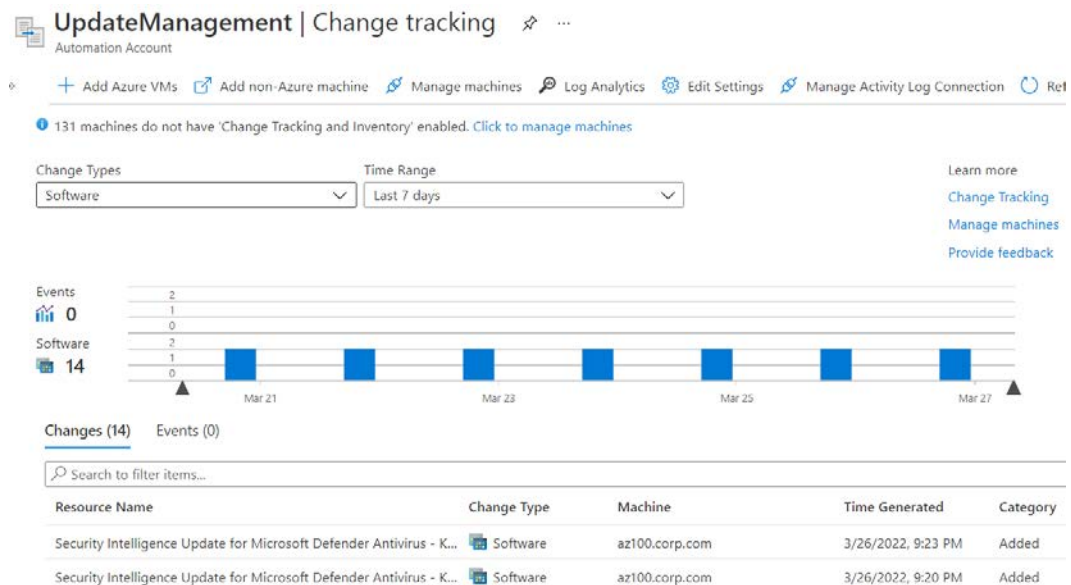 UpdateManagement | Change tracking ...
Automation Account
Add Azure VMs Add non-Azure machine Manage machines Log Analytics Edit Settings Manage Activity Log Connection
131 machines do not have 'Change Tracking and Inventory' enabled. Click to manage machines
Change Types Time Range Learn more
Software Last 7 days Change Tracking
Manage machines
Provide feedback
Events 2
0 1
0
Software 2
14 1
0
Mar 21 Mar 23 Mar 25 Mar 27
Changes (14) Events (0)
Search to filter items...
Resource Name Change Type Machine Time Generated Category
Security Intelligence Update for Microsoft Defender Antivirus - K... Software az100.corp.com 3/26/2022, 9:23 PM Added
Security Intelligence Update for Microsoft Defender Antivirus - K... Software az100.corp.com 3/26/2022, 9:20 PM Added